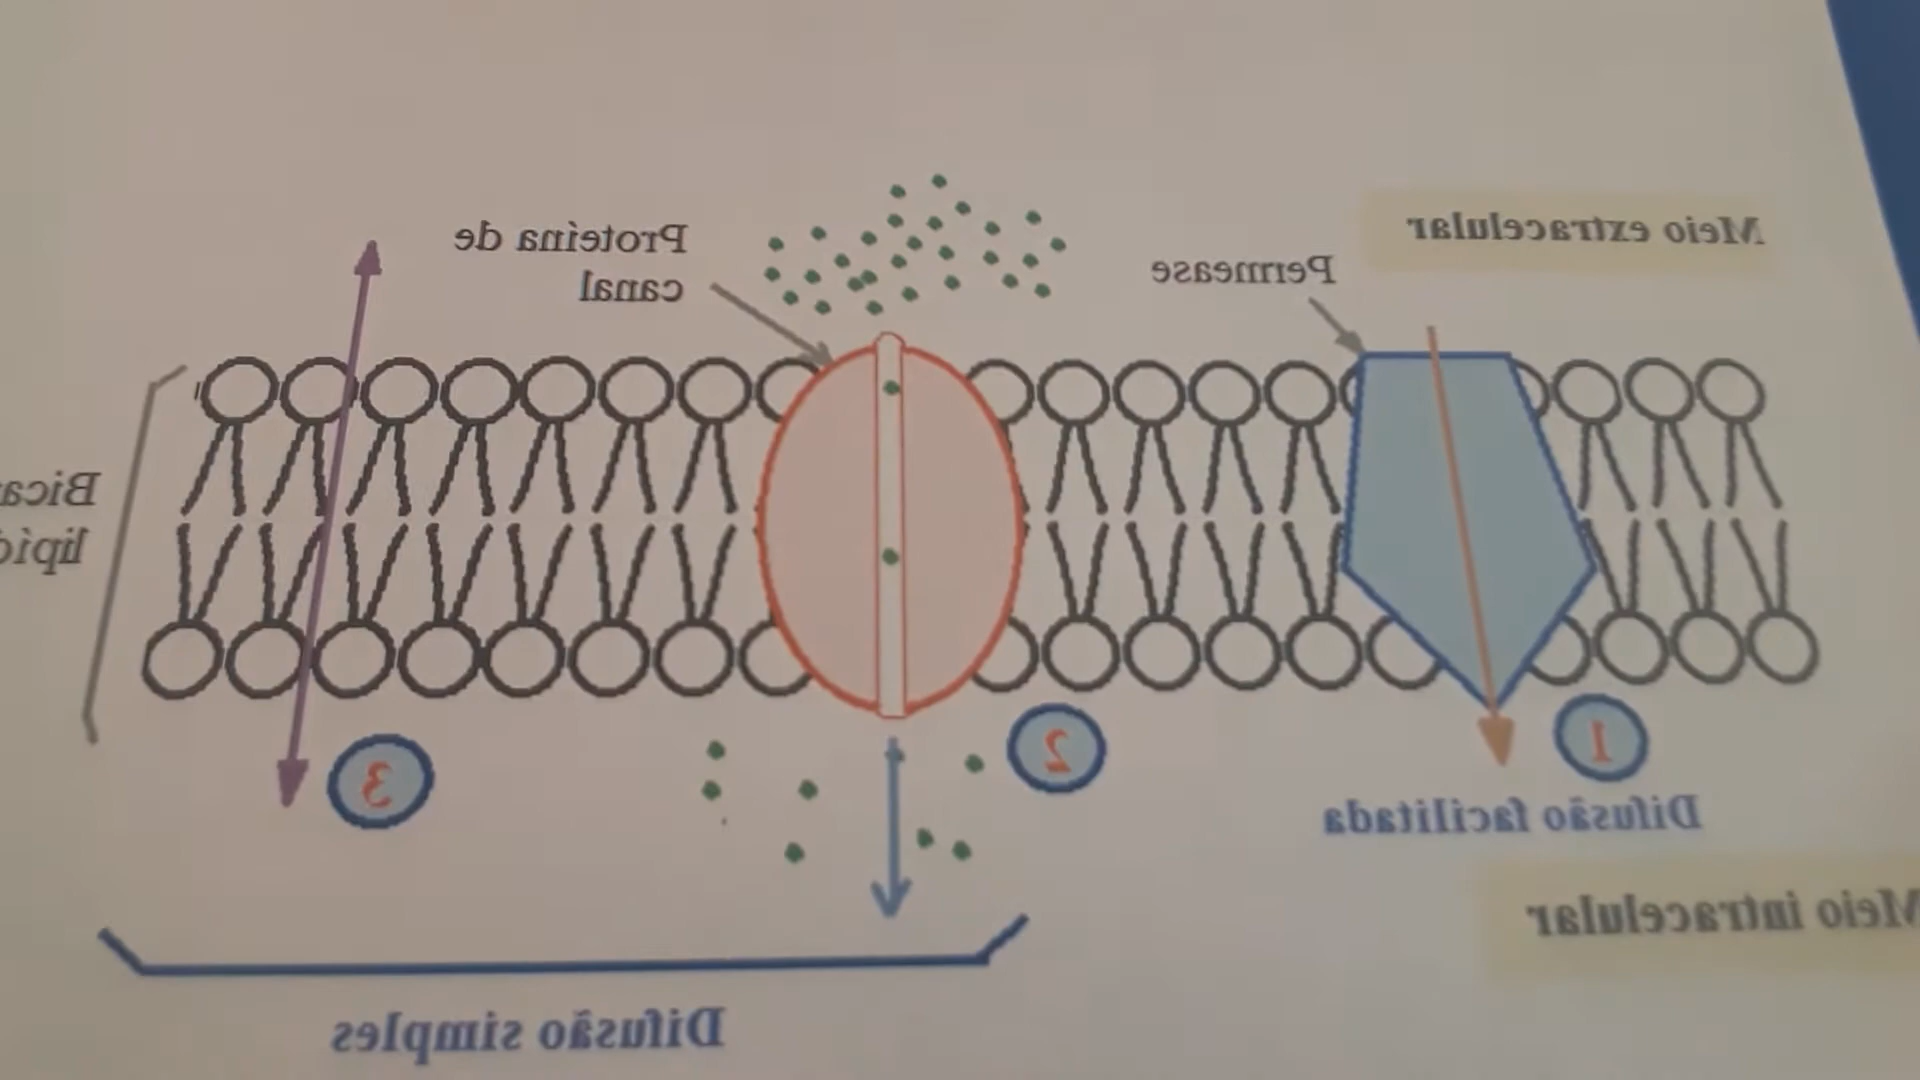 Meio extracelular
Permease
Proteína de
canal
1
2
3
Difusão facilitada
Meio intracelular
Difusão simples